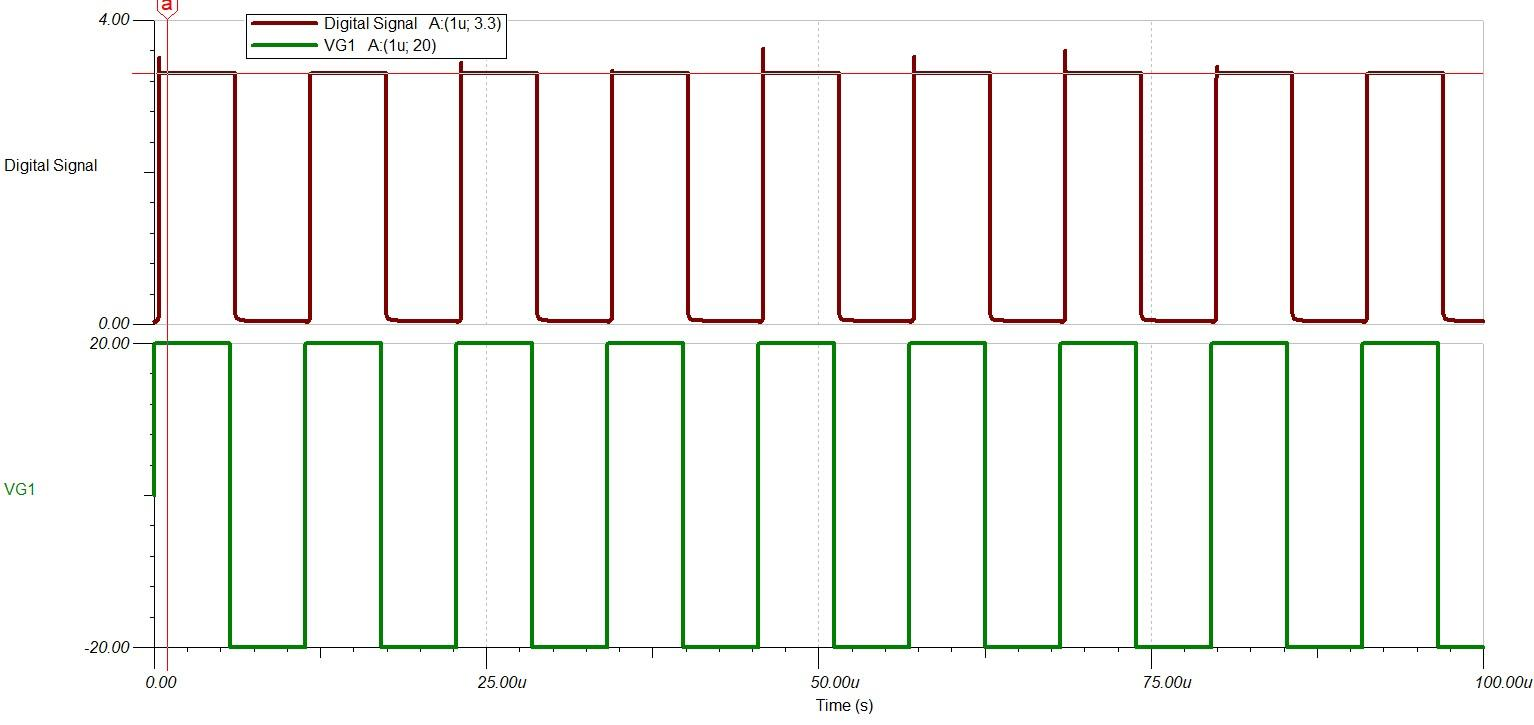 a
4.00
Digital Signal A:(1u; 3.3)
VG1 A:(1u; 20)
Digital Signal
0.00
20.00
VG1
-20.00
0.00 25.00u 50.00u 75.00u 100.00u
Time (s)